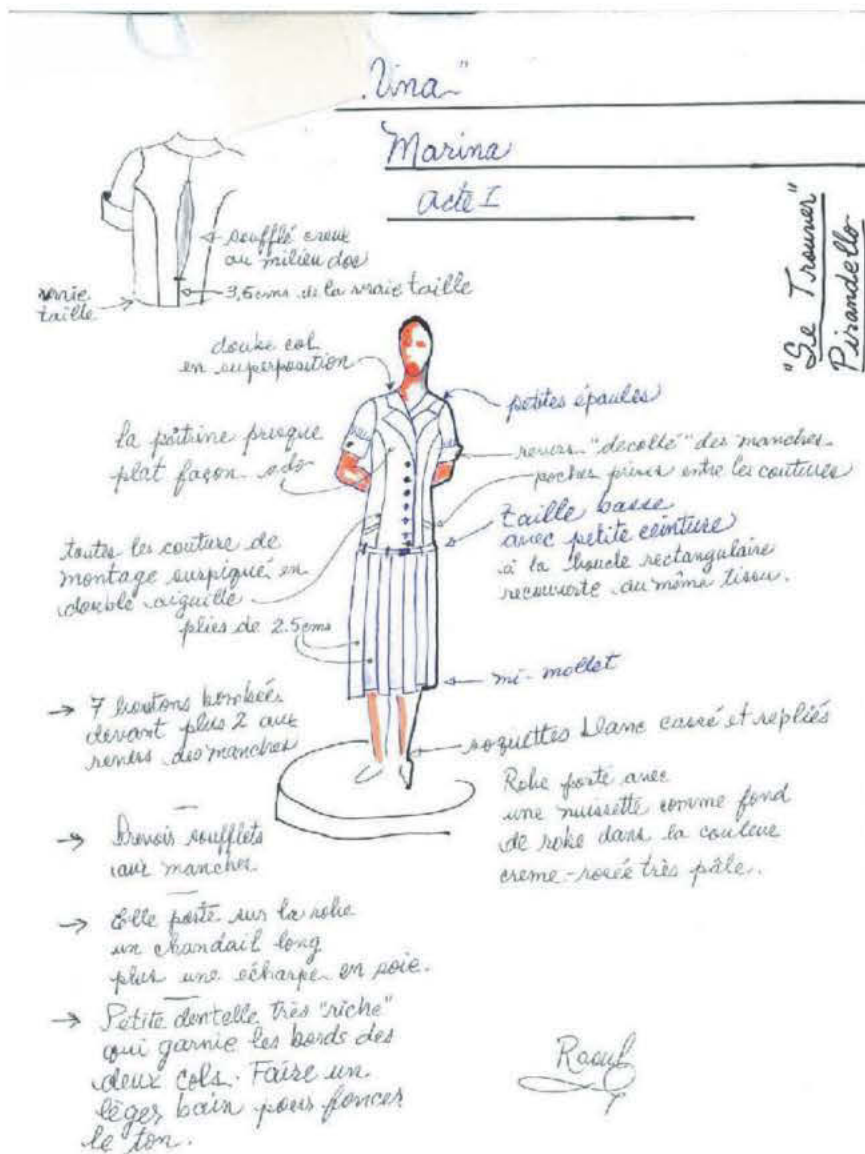 "Vina"
Marina
Acte I
"Se Trouver"
Pirandello
soufflé creux
au milieu dos
vraie
taille
3,5cms de la vraie taille
double col
en superposition
petites épaules
la poitrine presque
plat façon ado
revers "decollé" des manches
poches prises entre les coutures
taille basse
avec petite ceinture
à la boucle rectangulaire
recouverte au même tissu.
toutes les couture de
montage surpiqué en
double aiguille
plies de 2.5cms
mi-mollet
→ 7 boutons bombées
devant plus 2 aux
revers des manches
soquettes blanc cassé et repliés
Robe porté avec
une nuissette comme fond
de robe dans la couleur
creme-rosée très pâle.
→ Prevois soufflets
aux manches
→ Elle porte sur la robe
un chandail long
plus une écharpe en soie.
→ Petite dentelle très "riche"
qui garnie les bords des
deux cols. Faire un
léger bain pour foncer
le ton.
Raoul